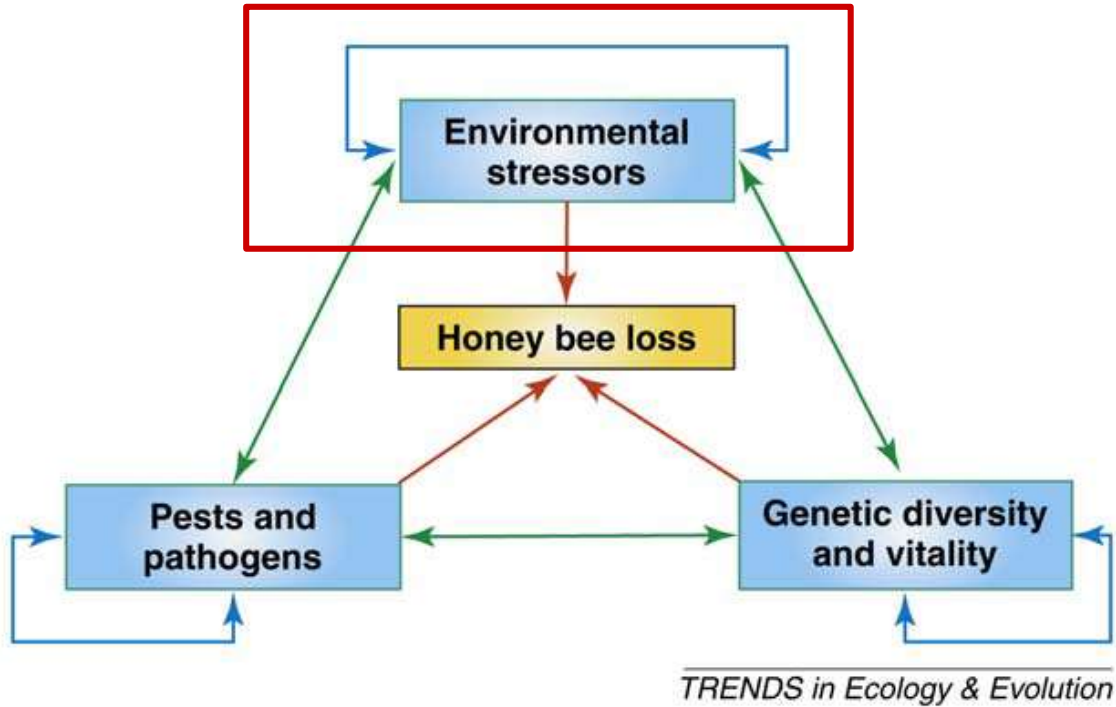 Environmental
stressors
Honey bee loss
Pests and
pathogens
Genetic diversity
and vitality
TRENDS in Ecology & Evolution